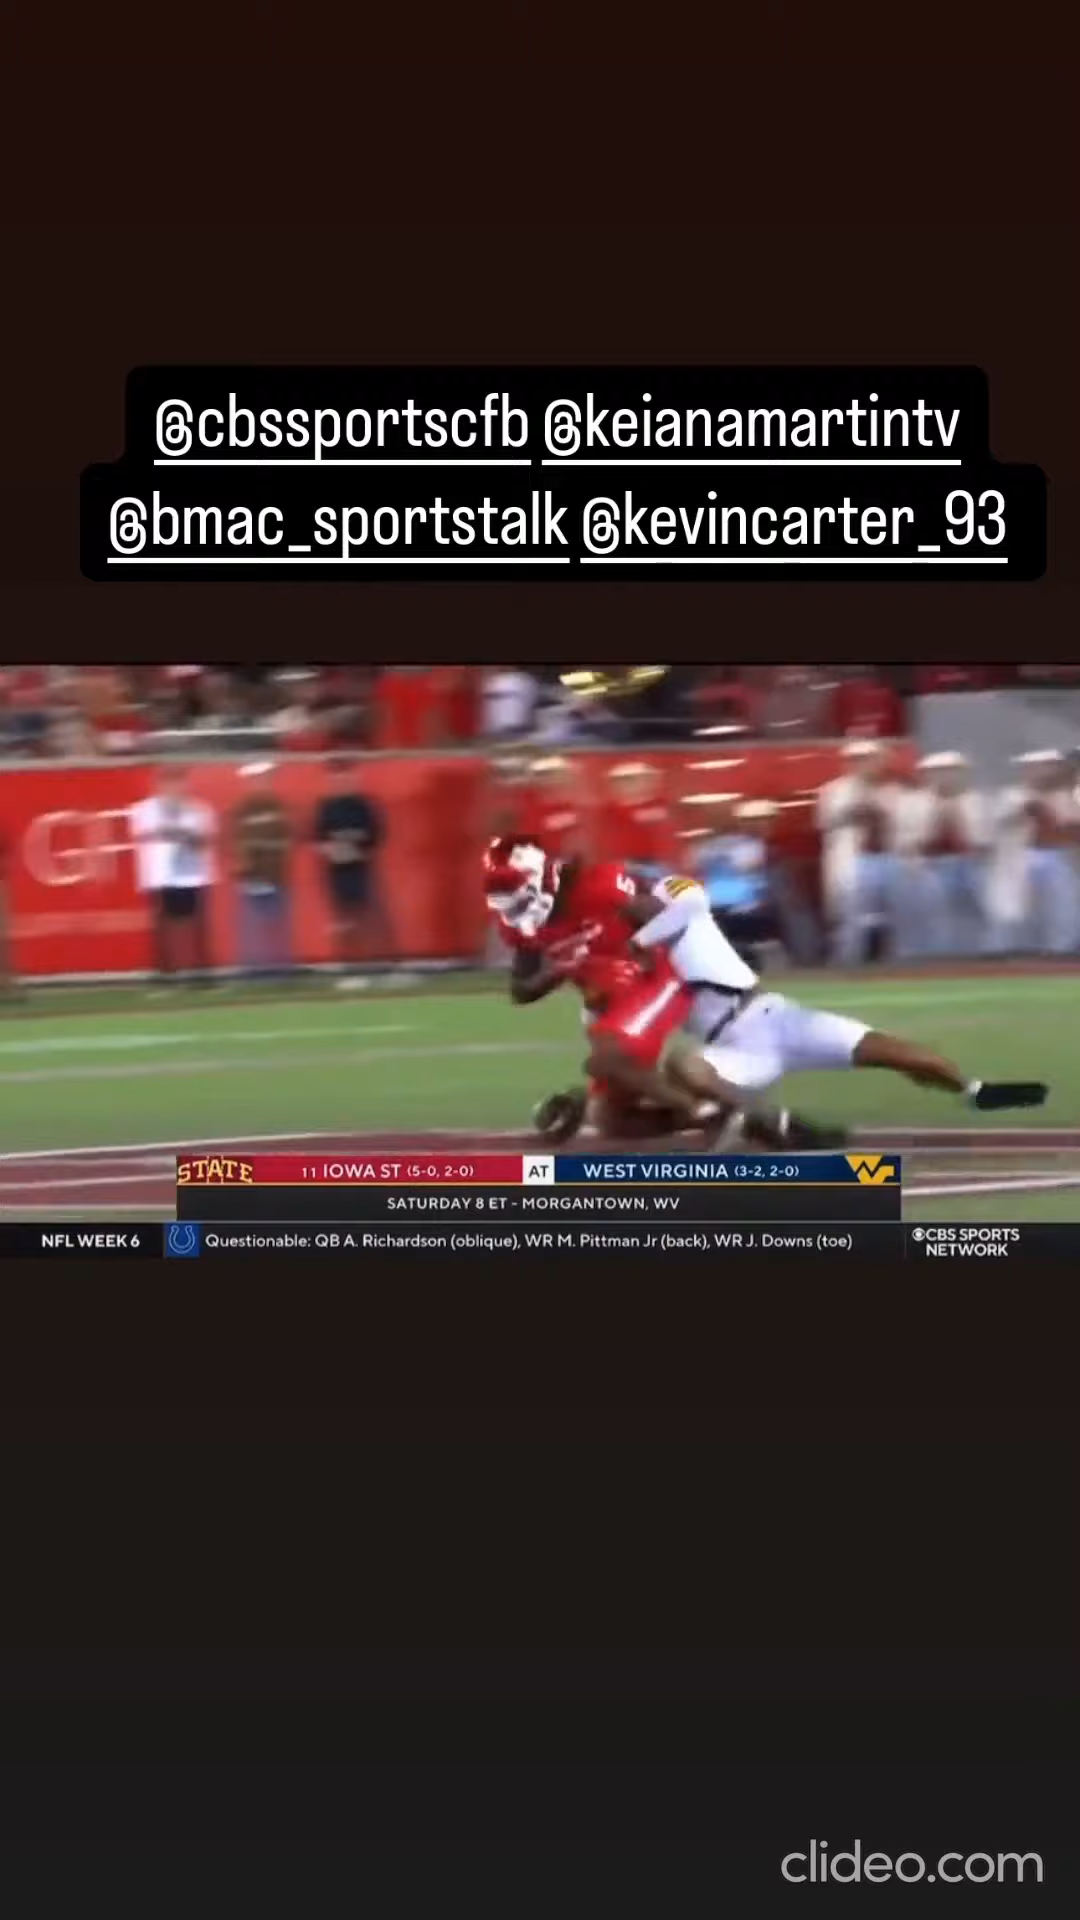 @cbssportscfb @keianamartintv
@bmac_sportstalk @kevincarter_93
5
STATE
11 IOWA ST (5-0, 2-0)
AT
WEST VIRGINIA (3-2, 2-0)
WV
SATURDAY 8 ET - MORGANTOWN, WV
NFL WEEK 6
Questionable: QB A. Richardson (oblique), WR M. Pittman Jr (back), WR J. Downs (toe)
CBS SPORTS
NETWORK
clideo.com